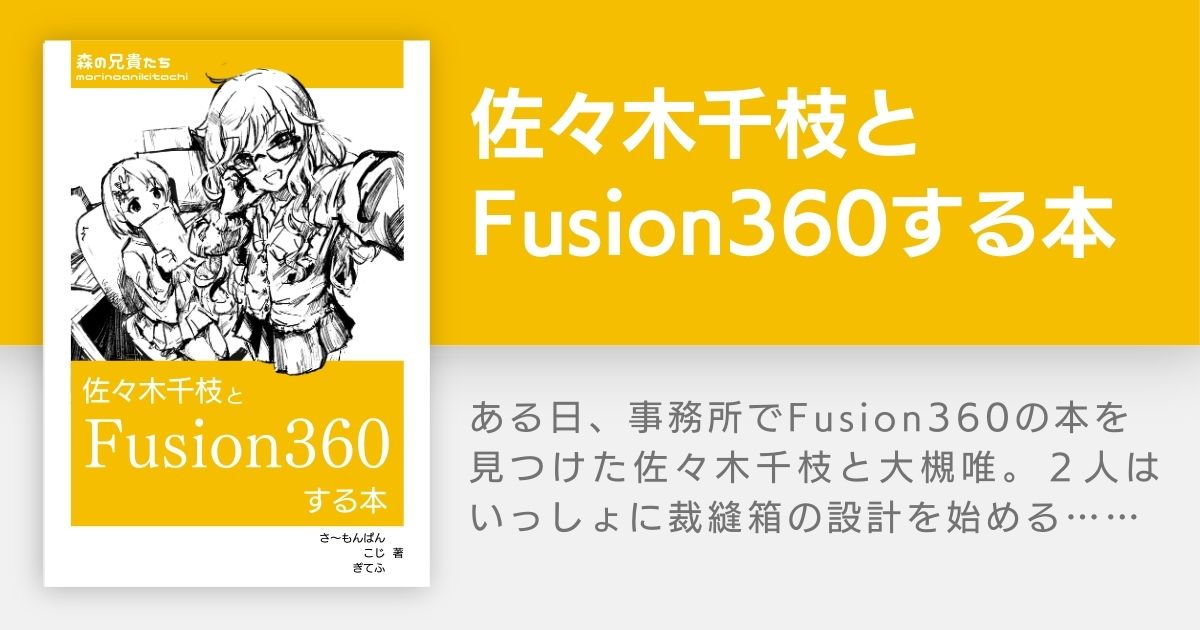 森の兄貴たち
morinoanikitachi
佐々木千枝と
Fusion360
する本
さ〜もんぱん
こじ 著
ぎてふ
佐々木千枝と
Fusion360する本
ある日、事務所でFusion360の本を
見つけた佐々木千枝と大槻唯。２人は
いっしょに裁縫箱の設計を始める……